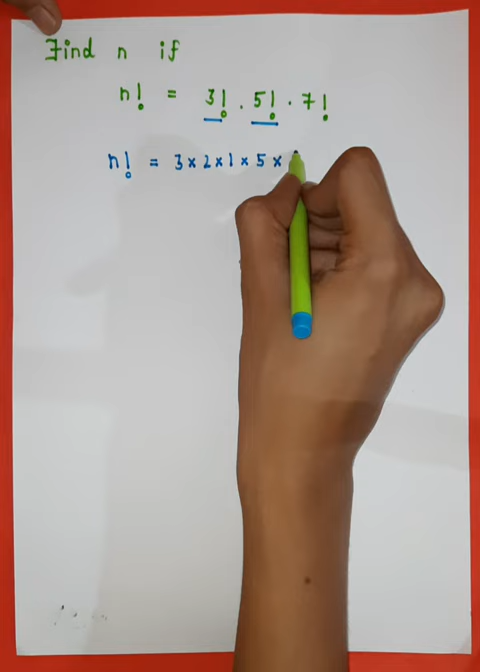 Find n if
n! = 3! . 5! . 7!
n! = 3 × 2 × 1 × 5 ×